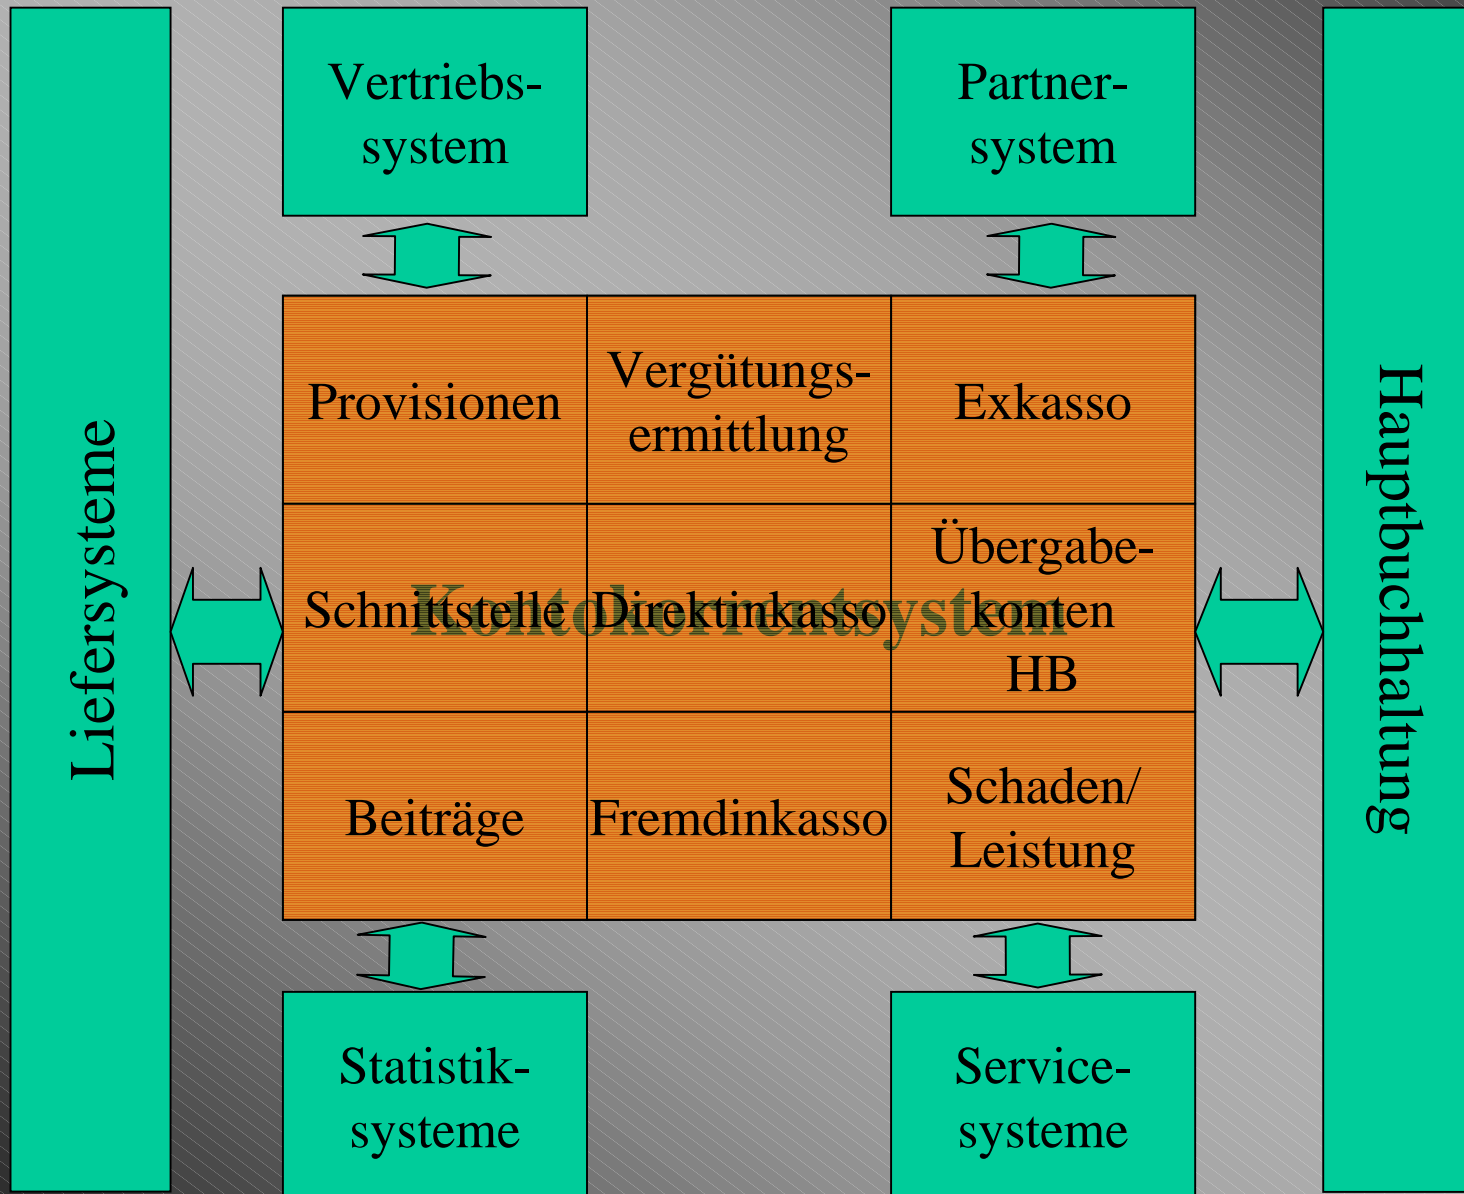 Vertriebs-
system
Partner-
system
Liefersysteme
Provisionen
Vergütungs-
ermittlung
Exkasso
Schnittstelle
Direktinkasso
Übergabe-
konten
HB
Kontokorrentsystem
Beiträge
Fremdinkasso
Schaden/
Leistung
Hauptbuchhaltung
Statistik-
systeme
Service-
systeme